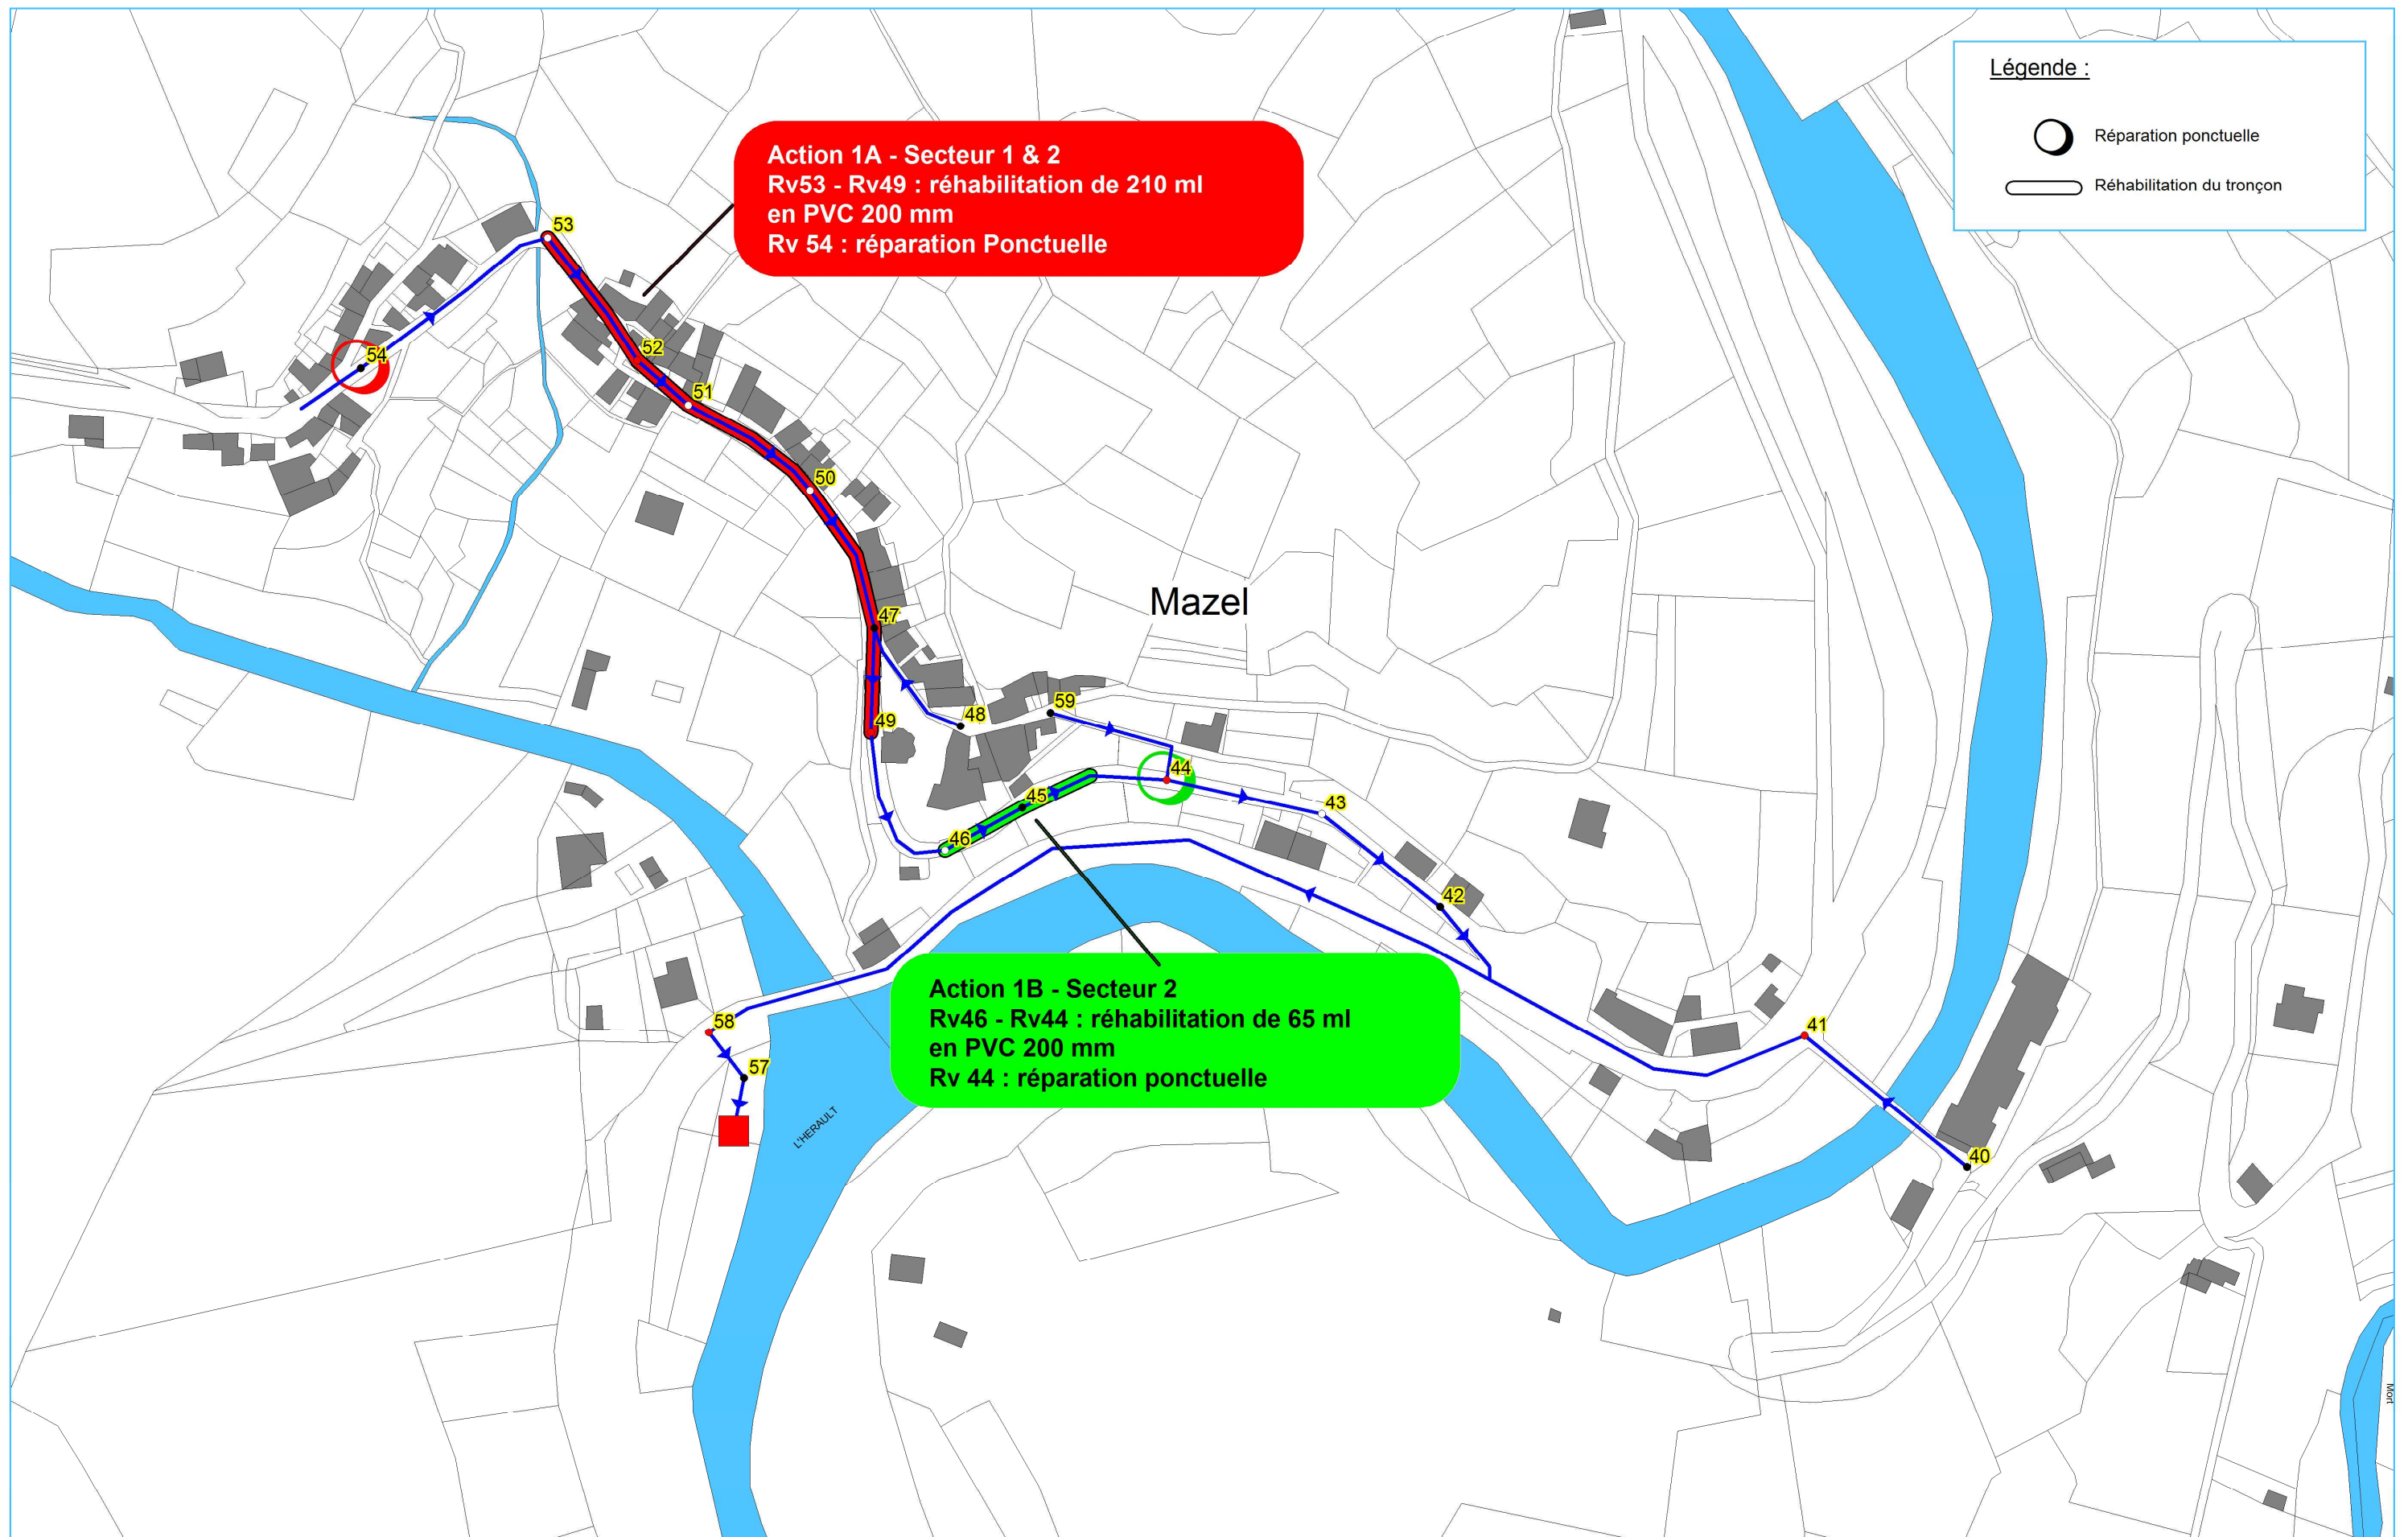 Légende :
Réparation ponctuelle
Réhabilitation du tronçon
Action 1A - Secteur 1 & 2
Rv53 - Rv49 : réhabilitation de 210 ml
en PVC 200 mm
Rv 54 : réparation Ponctuelle
53
54
52
51
50
47
Mazel
49
48
59
44
45
46
43
42
Action 1B - Secteur 2
Rv46 - Rv44 : réhabilitation de 65 ml
en PVC 200 mm
Rv 44 : réparation ponctuelle
58
57
41
40
L'HERAULT
Mort